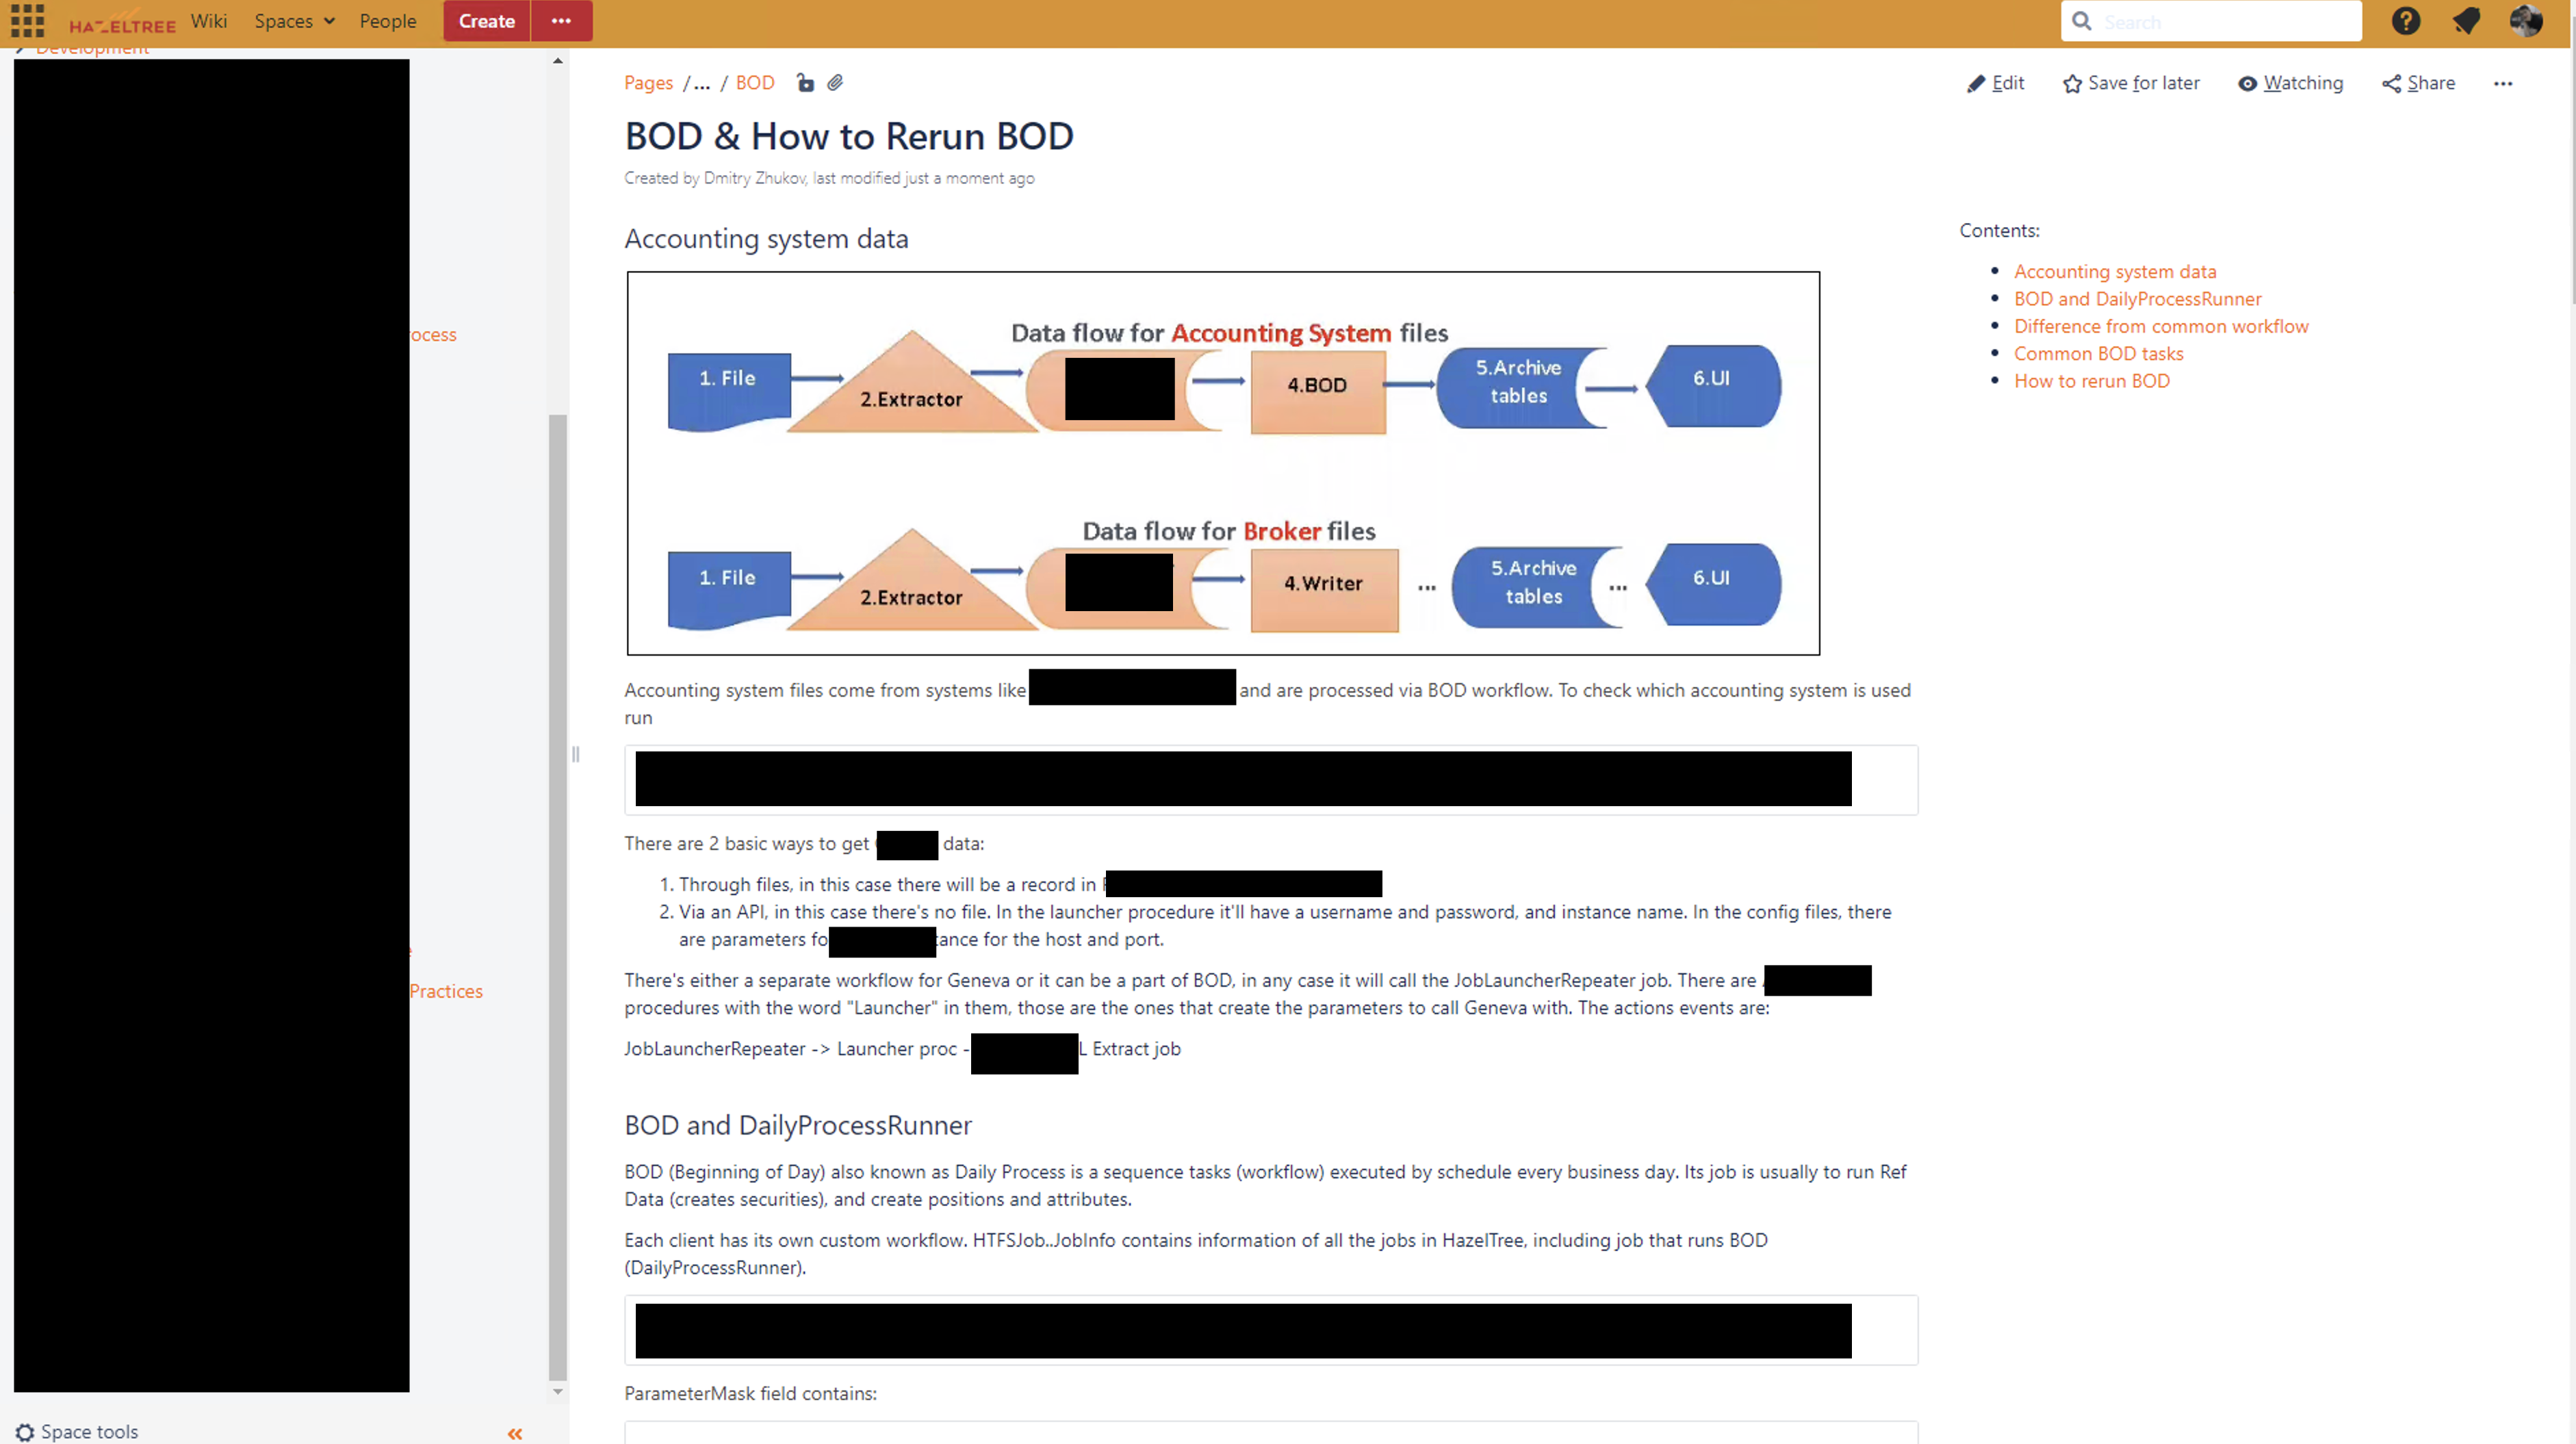 HAZELTREE Wiki Spaces People Create ••• Search
Development
ocess
Practices
Space tools
Pages /... / BOD
Edit Save for later Watching Share •••
BOD & How to Rerun BOD
Created by Dmitry Zhukov, last modified just a moment ago
Accounting system data
Data flow for Accounting System files
1. File
2.Extractor
4.BOD
5.Archive
tables
6.UI
Data flow for Broker files
1. File
2.Extractor
4.Writer
...
5.Archive
tables
...
6.UI
Accounting system files come from systems like and are processed via BOD workflow. To check which accounting system is used
run
There are 2 basic ways to get data:
1. Through files, in this case there will be a record in
2. Via an API, in this case there's no file. In the launcher procedure it'll have a username and password, and instance name. In the config files, there
are parameters fo tance for the host and port.
There's either a separate workflow for Geneva or it can be a part of BOD, in any case it will call the JobLauncherRepeater job. There are
procedures with the word "Launcher" in them, those are the ones that create the parameters to call Geneva with. The actions events are:
JobLauncherRepeater -> Launcher proc - L Extract job
BOD and DailyProcessRunner
BOD (Beginning of Day) also known as Daily Process is a sequence tasks (workflow) executed by schedule every business day. Its job is usually to run Ref
Data (creates securities), and create positions and attributes.
Each client has its own custom workflow. HTFSJob..JobInfo contains information of all the jobs in HazelTree, including job that runs BOD
(DailyProcessRunner).
ParameterMask field contains:
Contents:
• Accounting system data
• BOD and DailyProcessRunner
• Difference from common workflow
• Common BOD tasks
• How to rerun BOD